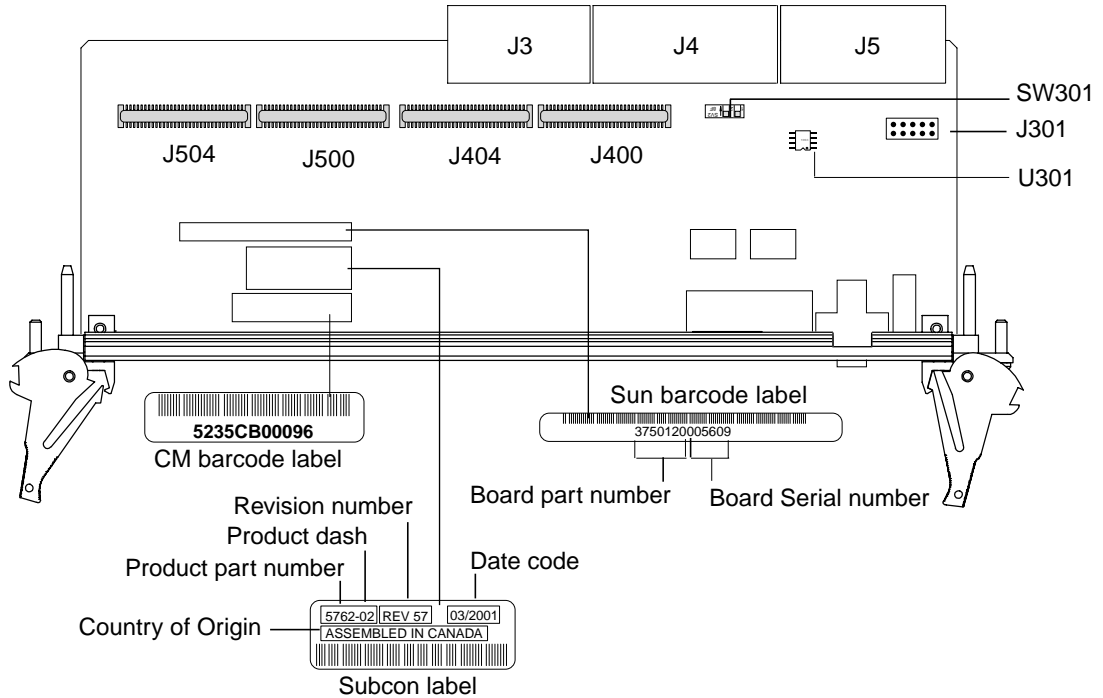 J3
J4
J5
SW301
J301
U301
J504
J500
J404
J400
Sun barcode label
3750120005609
5235CB00096
CM barcode label
Board part number
Board Serial number
Revision number
Product dash
Date code
Product part number
5762-02
REV 57
03/2001
Country of Origin
ASSEMBLED IN CANADA
Subcon label